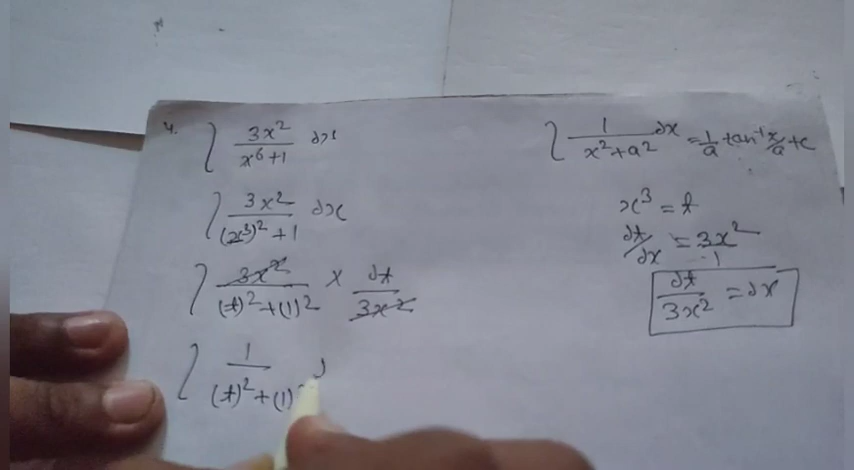 4. ∫ 3x²/(x⁶+1) dx
∫ 3x²/((x³)²+1) dx
∫ 3x²/((t)²+(1)²) × dt/3x²
∫ 1/((t)²+(1)
∫ 1/(x²+a²) dx = 1/a tan⁻¹ x/a + c
x³ = t
dt/dx = 3x²/1
dt/3x² = dx